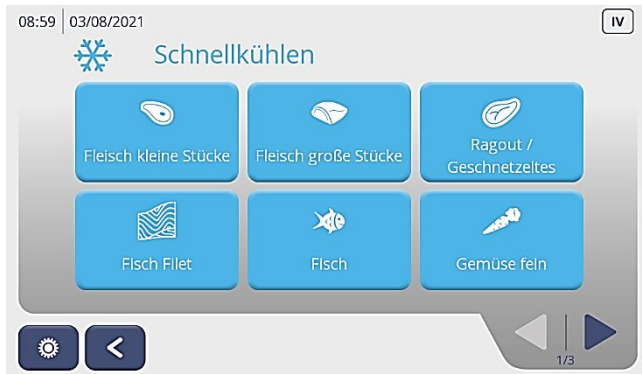 08:59 03/08/2021 IV
Schnellkühlen
Fleisch kleine Stücke
Fleisch große Stücke
Ragout /
Geschnetzeltes
Fisch Filet
Fisch
Gemüse fein
1/3